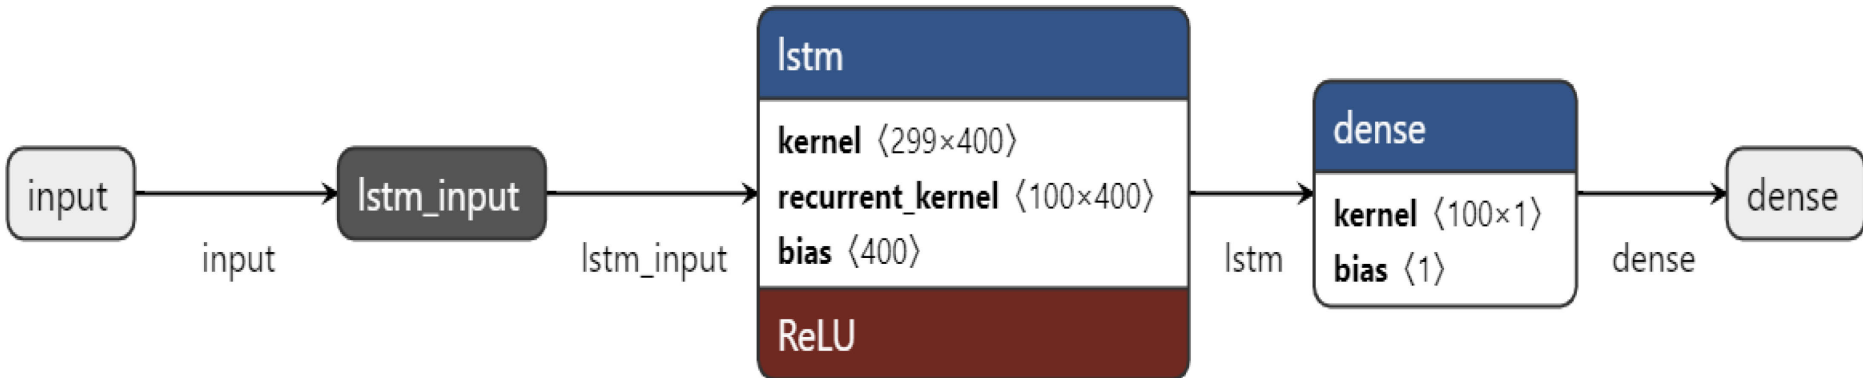 input
input
lstm_input
lstm_input
lstm
kernel ⟨299×400⟩
recurrent_kernel ⟨100×400⟩
bias ⟨400⟩
ReLU
lstm
dense
kernel ⟨100×1⟩
bias ⟨1⟩
dense
dense